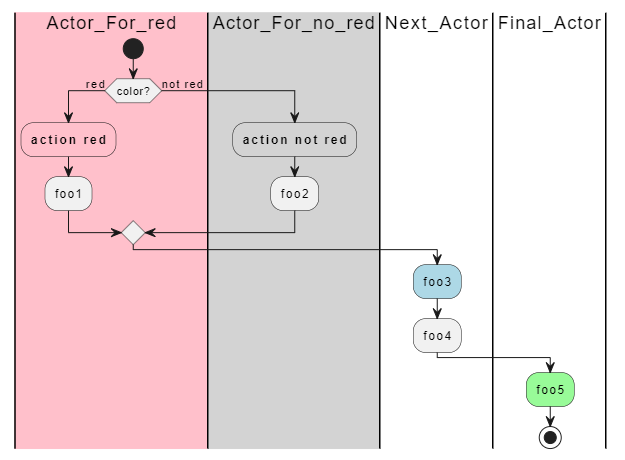 Actor_For_red
Actor_For_no_red
Next_Actor
Final_Actor
red
color?
not red
action red
action not red
foo1
foo2
foo3
foo4
foo5